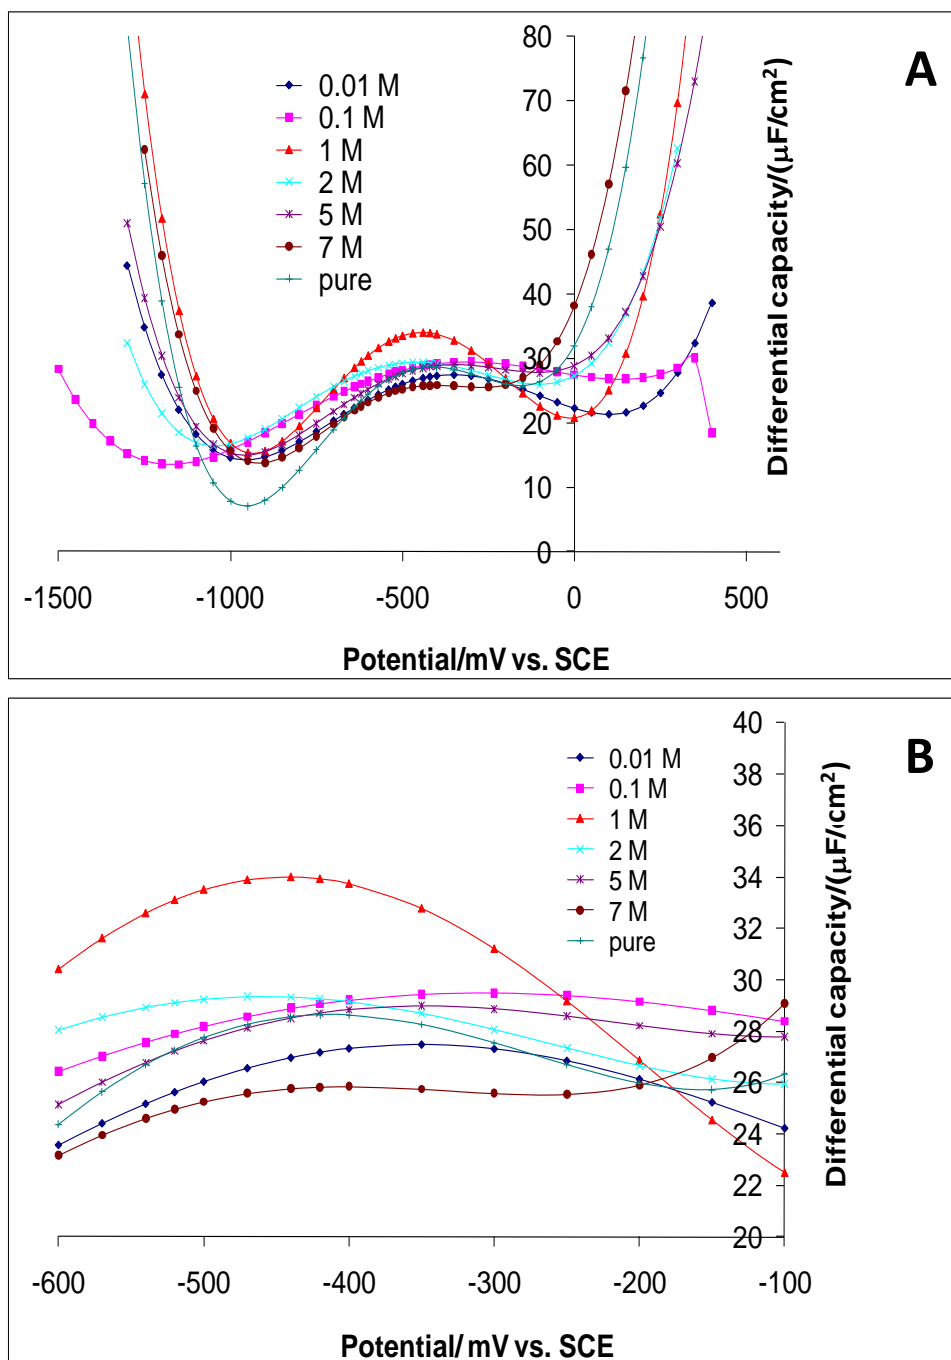 A
80
70
60
50
40
30
20
10
0
Differential capacity/(μF/cm²)
0.01 M
0.1 M
1 M
2 M
5 M
7 M
pure
-1500 -1000 -500 0 500
Potential/mV vs. SCE
B
40
38
36
34
32
30
28
26
24
22
20
Differential capacity/(μF/cm²)
0.01 M
0.1 M
1 M
2 M
5 M
7 M
pure
-600 -500 -400 -300 -200 -100
Potential/ mV vs. SCE